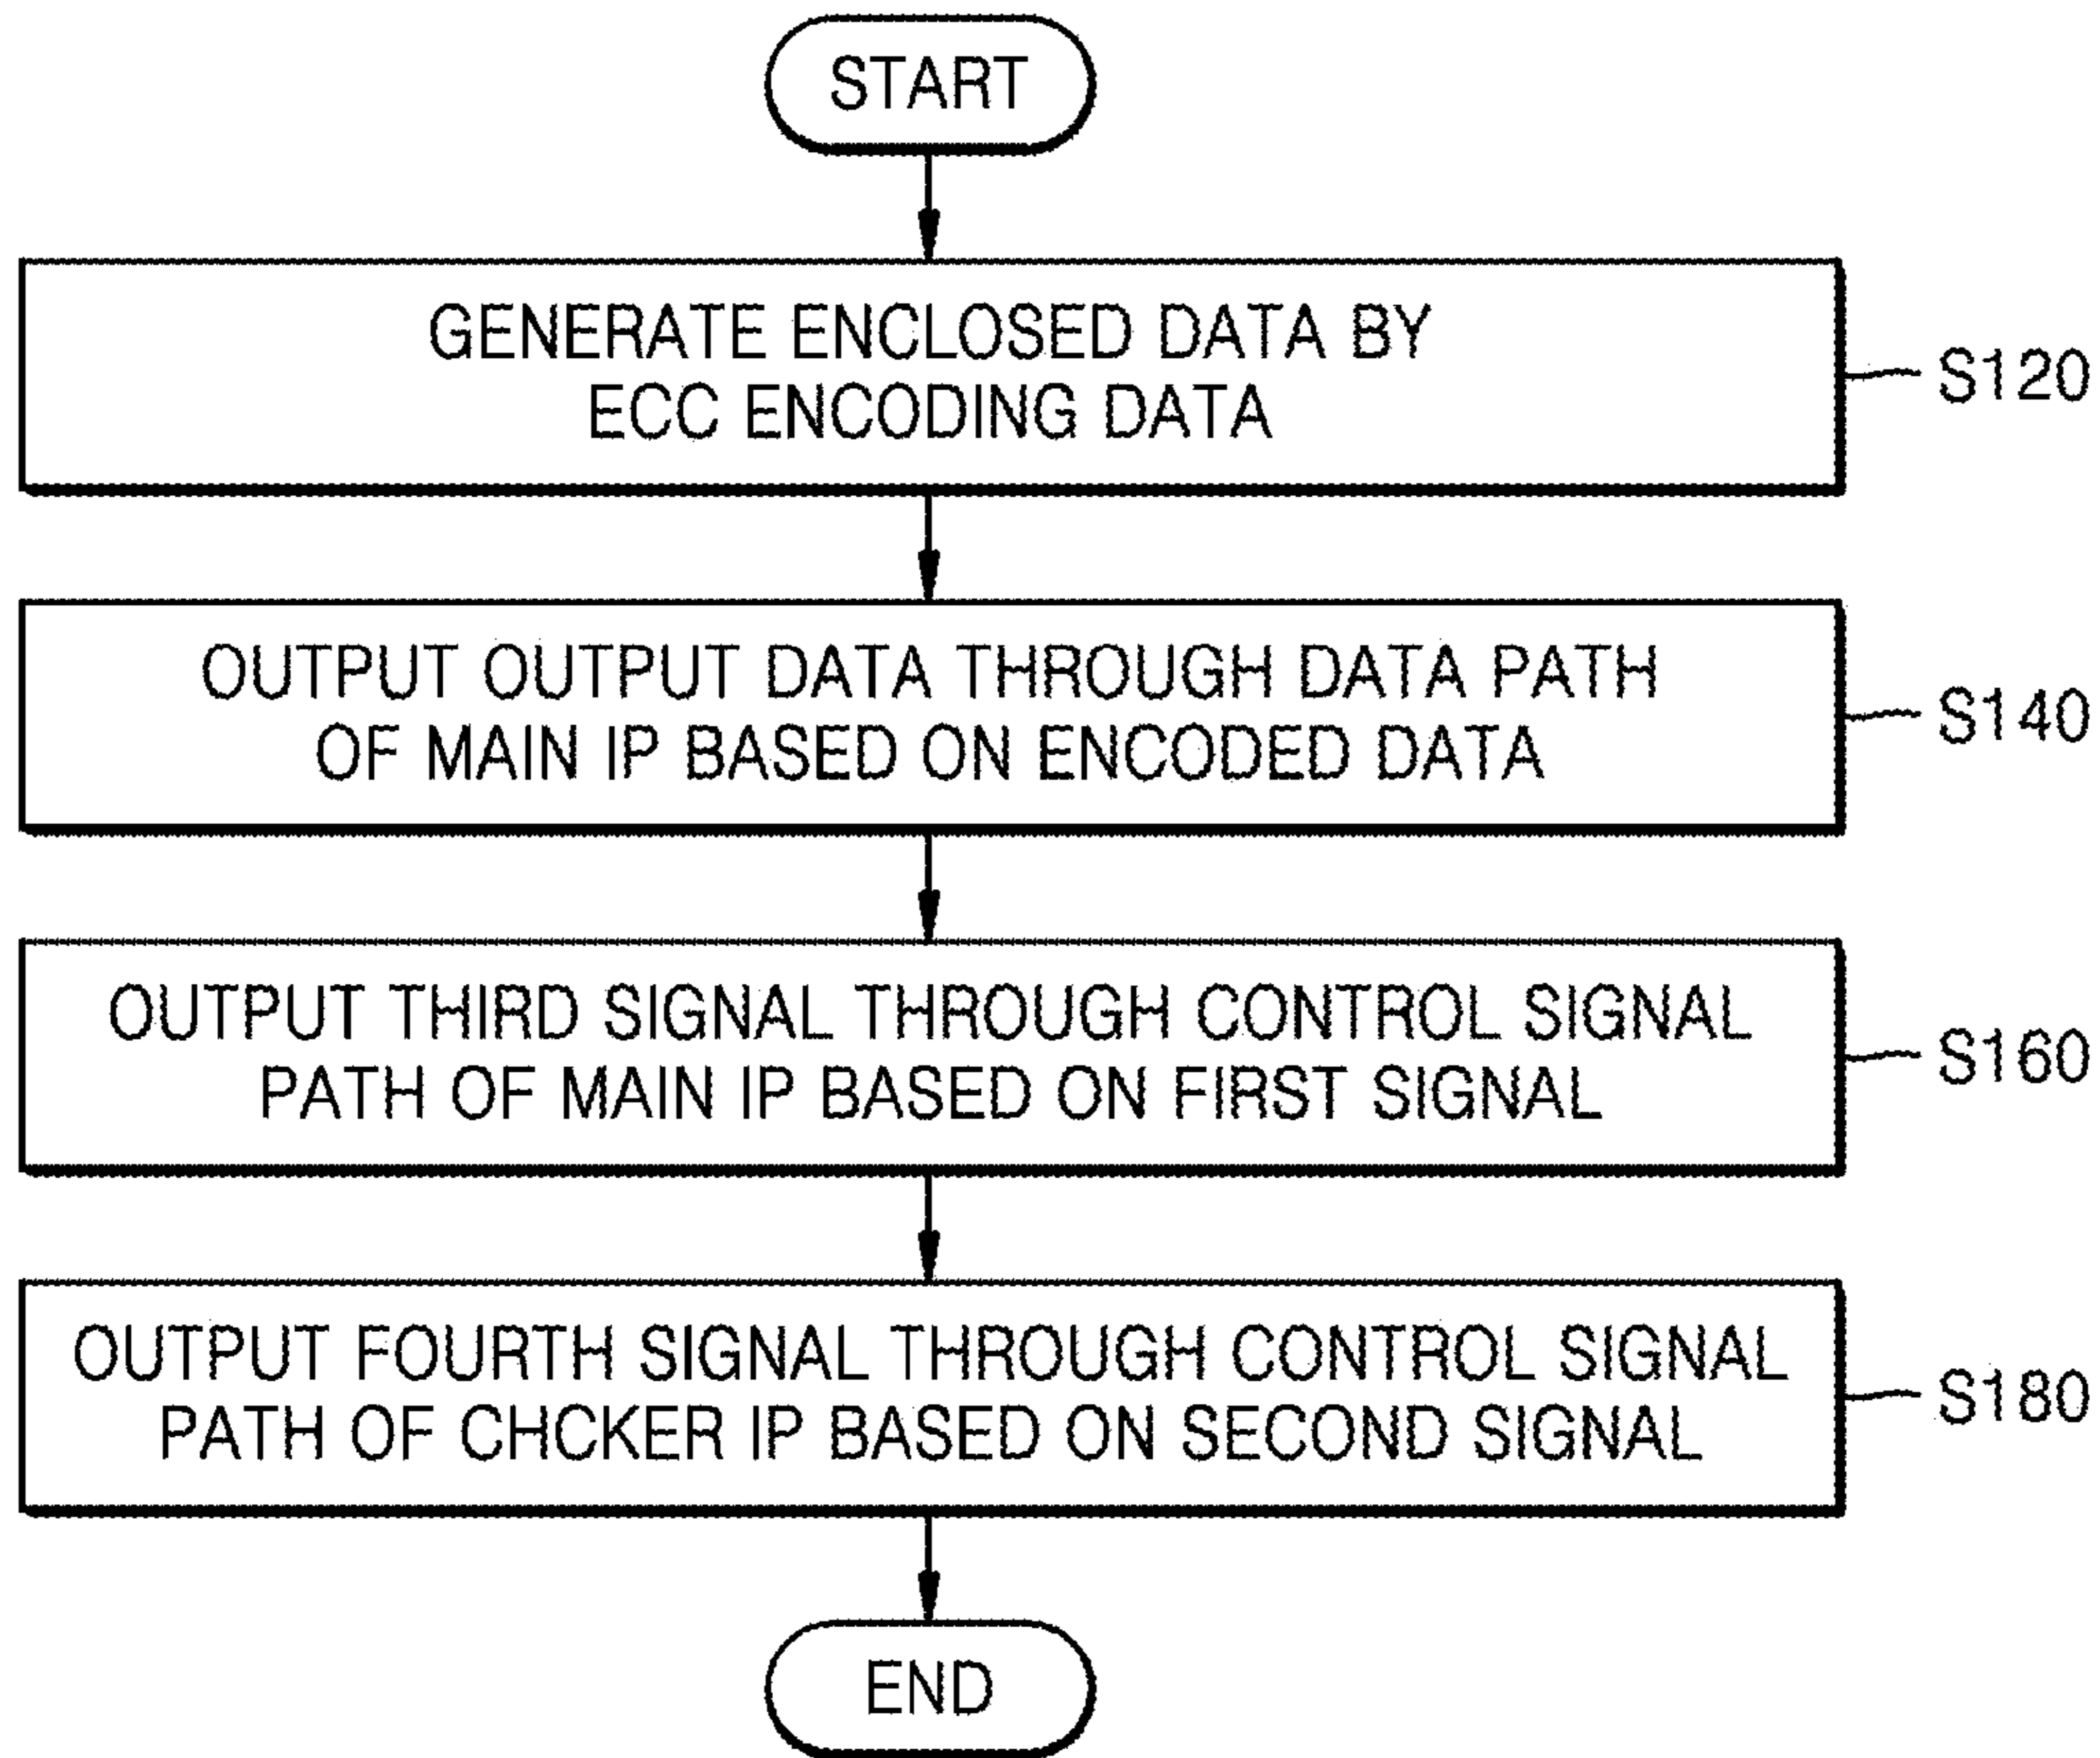 START
GENERATE ENCLOSED DATA BY
ECC ENCODING DATA
S120
OUTPUT OUTPUT DATA THROUGH DATA PATH
OF MAIN IP BASED ON ENCODED DATA
S140
OUTPUT THIRD SIGNAL THROUGH CONTROL SIGNAL
PATH OF MAIN IP BASED ON FIRST SIGNAL
S160
OUTPUT FOURTH SIGNAL THROUGH CONTROL SIGNAL
PATH OF CHCKER IP BASED ON SECOND SIGNAL
S180
END